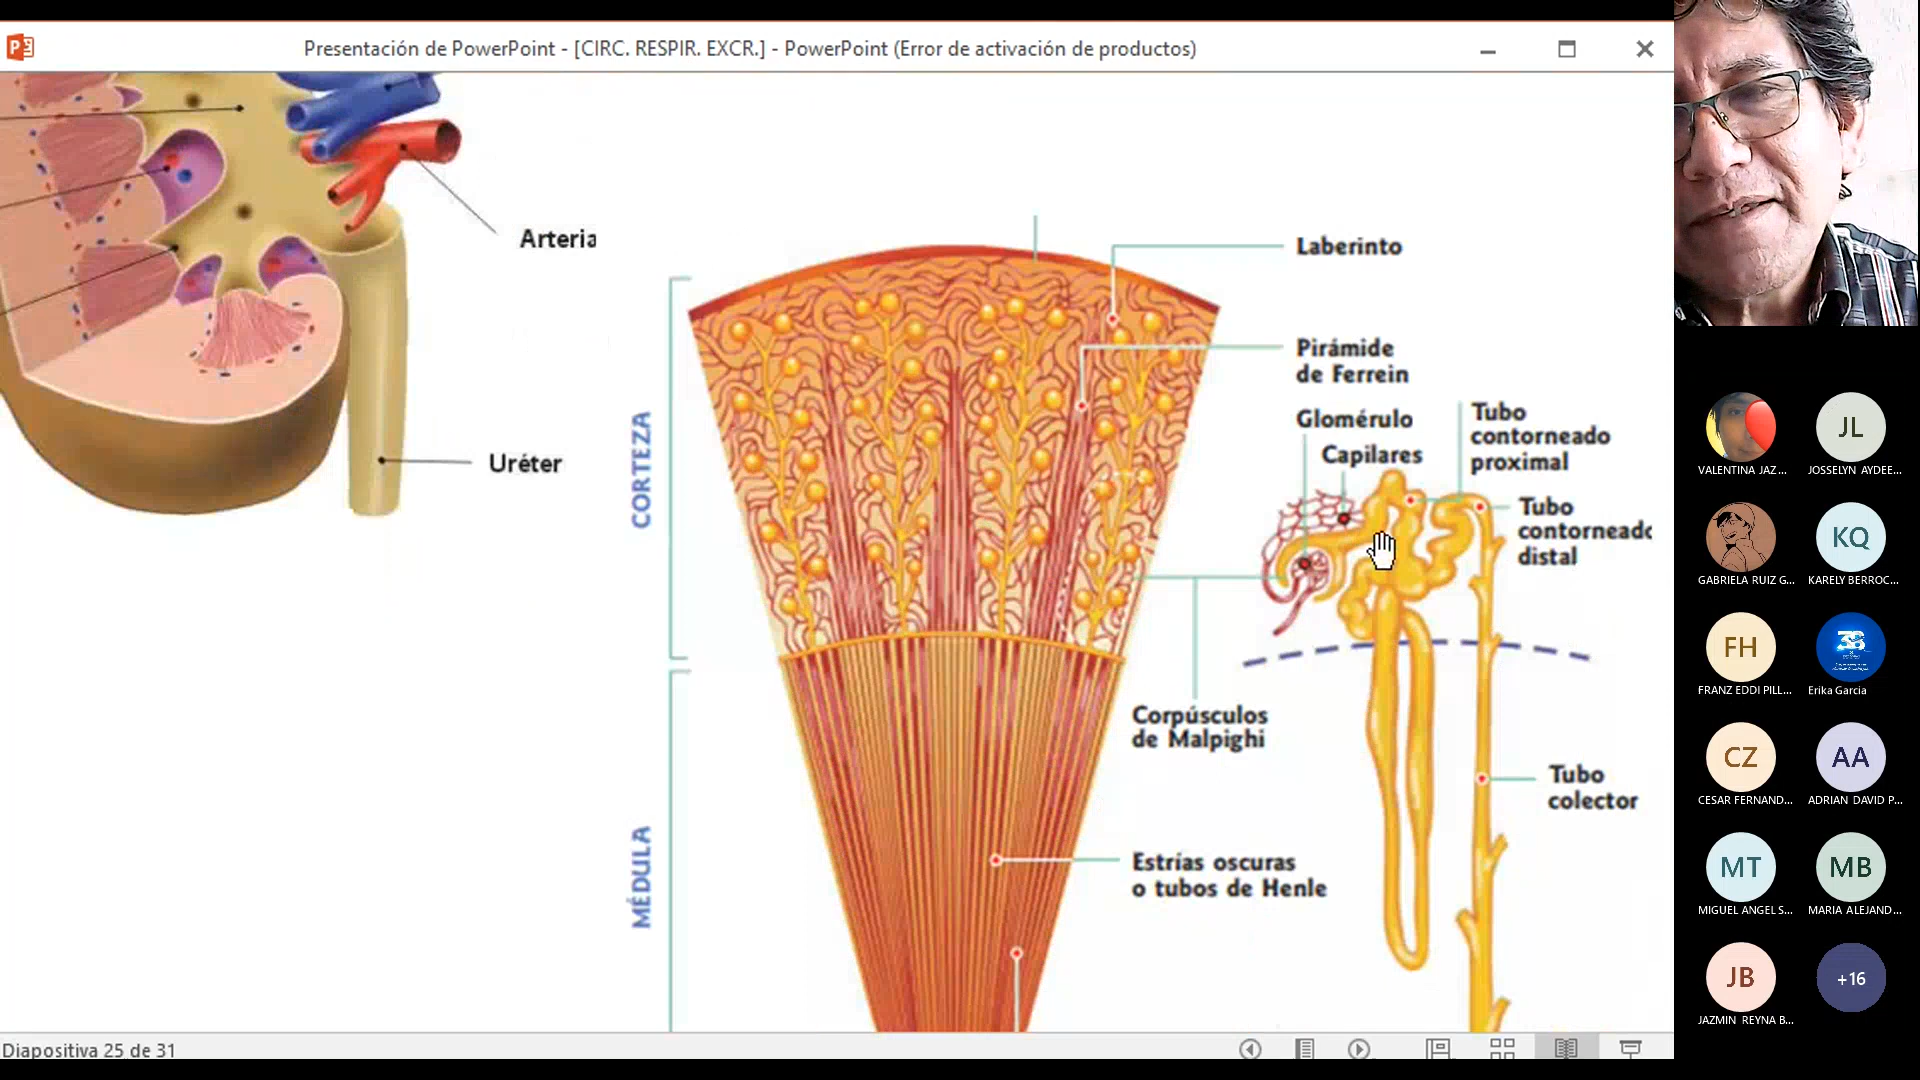 Presentación de PowerPoint - [CIRC. RESPIR. EXCR.] - PowerPoint (Error de activación de productos)
Arteria
Uréter
CORTEZA
MÉDULA
Laberinto
Pirámide
de Ferrein
Glomérulo
Capilares
Tubo
contorneado
proximal
Tubo
contorneado
distal
Corpúsculos
de Malpighi
Tubo
colector
Estrías oscuras
o tubos de Henle
Diapositiva 25 de 31
VALENTINA JAZ...
JL
JOSSELYN AYDEE...
GABRIELA RUIZ G...
KQ
KARELY BERROC...
FH
FRANZ EDDI PILL...
Erika Garcia
CZ
CESAR FERNAND...
AA
ADRIAN DAVID P...
MT
MIGUEL ANGEL S...
MB
MARIA ALEJAND...
JB
JAZMIN REYNA B...
+16